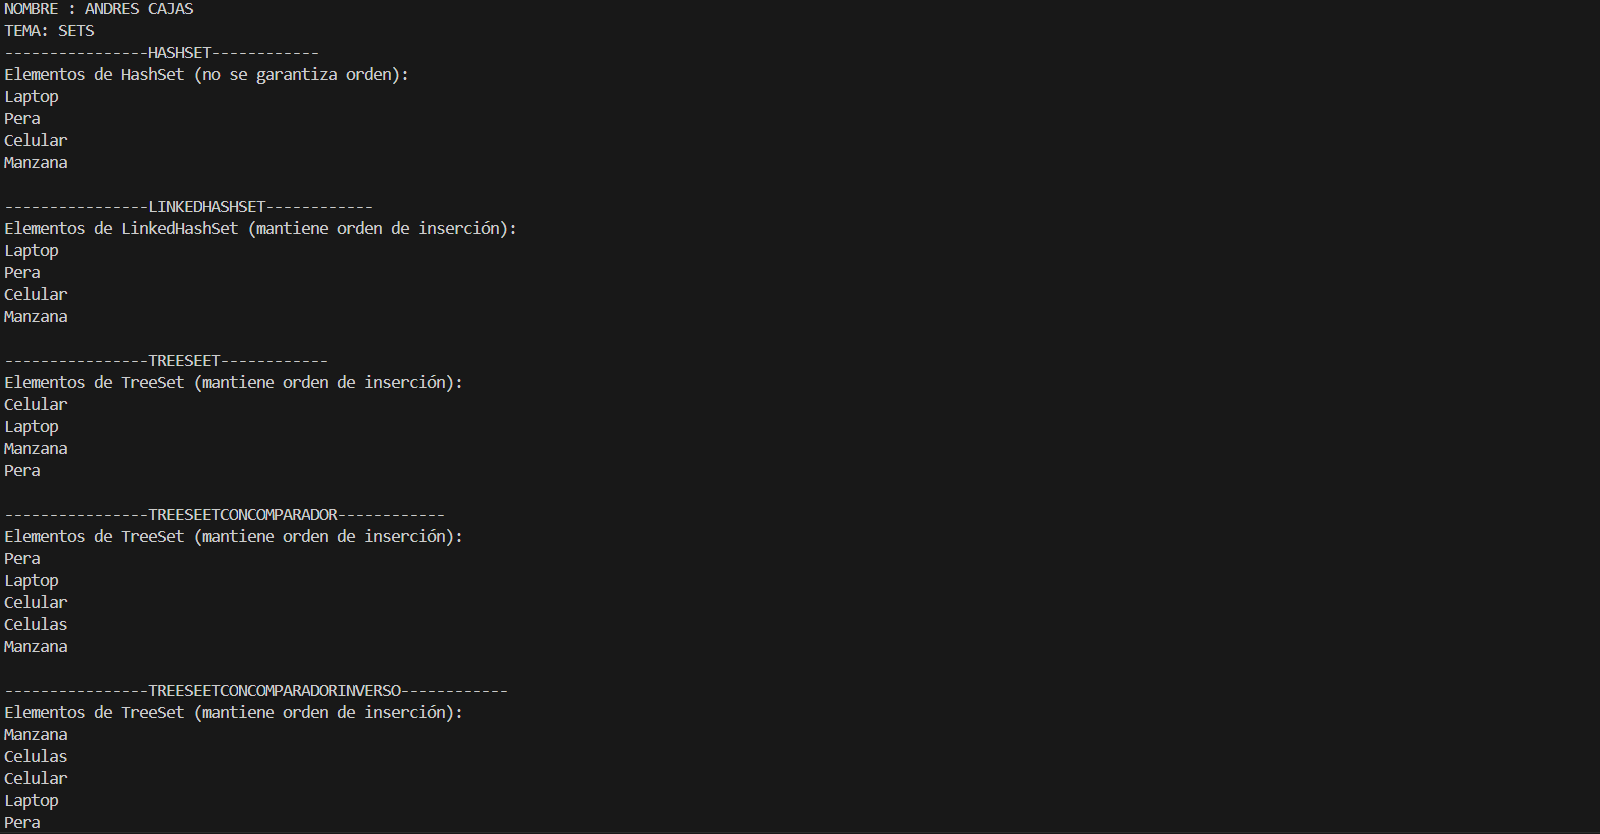 NOMBRE : ANDRES CAJAS
TEMA: SETS
----------------HASHSET------------
Elementos de HashSet (no se garantiza orden):
Laptop
Pera
Celular
Manzana
----------------LINKEDHASHSET------------
Elementos de LinkedHashSet (mantiene orden de inserción):
Laptop
Pera
Celular
Manzana
----------------TREESEET------------
Elementos de TreeSet (mantiene orden de inserción):
Celular
Laptop
Manzana
Pera
----------------TREESEETCONCOMPARADOR------------
Elementos de TreeSet (mantiene orden de inserción):
Pera
Laptop
Celular
Celulas
Manzana
----------------TREESEETCONCOMPARADORINVERSO------------
Elementos de TreeSet (mantiene orden de inserción):
Manzana
Celulas
Celular
Laptop
Pera